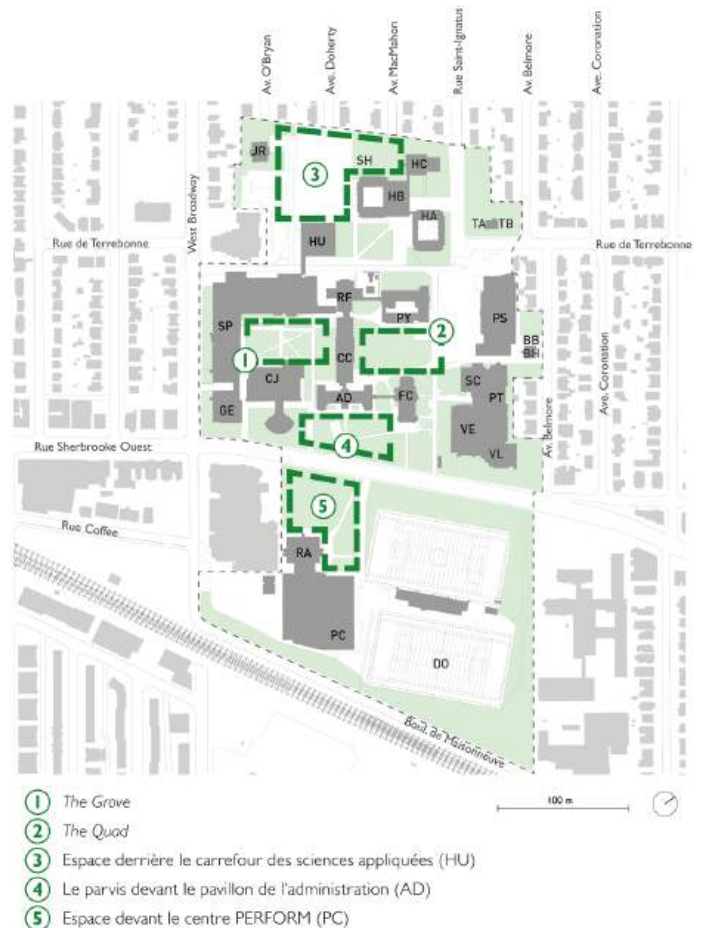 Av. O'Bryan
Ave. Doherty
Av. MacMahon
Rue Saint-Ignatus
Av. Belmore
Ave. Coronation
JR
SH
HC
3
HB
HA
TA TB
West Broadway
Rue de Terrebonne
HU
Rue de Terrebonne
RF
SP
PY
2
PS
BB
BH
1
CC
CJ
SC
AD
FC
PT
GE
Av. Belmore
Ave. Coronation
4
VE
VL
Rue Sherbrooke Ouest
5
Rue Coffee
RA
PC
DO
Boul. de Maisonneuve
100 m
1 The Grove
2 The Quad
3 Espace derrière le carrefour des sciences appliquées (HU)
4 Le parvis devant le pavillon de l'administration (AD)
5 Espace devant le centre PERFORM (PC)